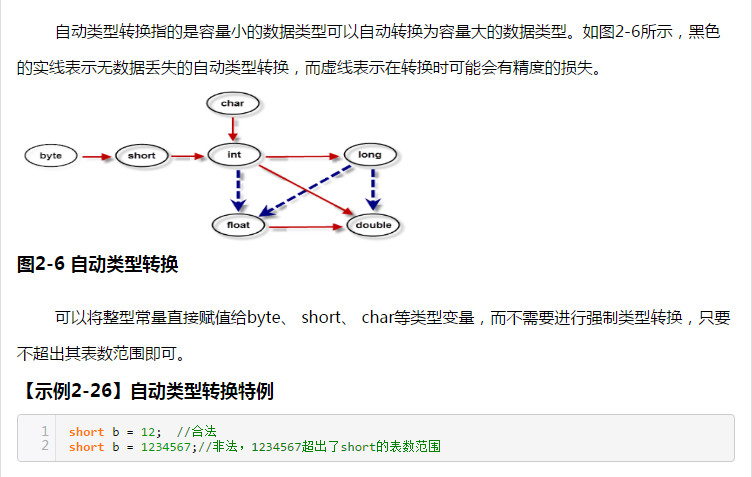 自动类型转换指的是容量小的数据类型可以自动转换为容量大的数据类型。如图2-6所示，黑色
的实线表示无数据丢失的自动类型转换，而虚线表示在转换时可能会有精度的损失。
char
byte short int long
float double
图2-6 自动类型转换
可以将整型常量直接赋值给byte、 short、 char等类型变量，而不需要进行强制类型转换，只要
不超出其表数范围即可。
【示例2-26】自动类型转换特例
1 short b = 12;  //合法
2 short b = 1234567;//非法，1234567超出了short的表数范围